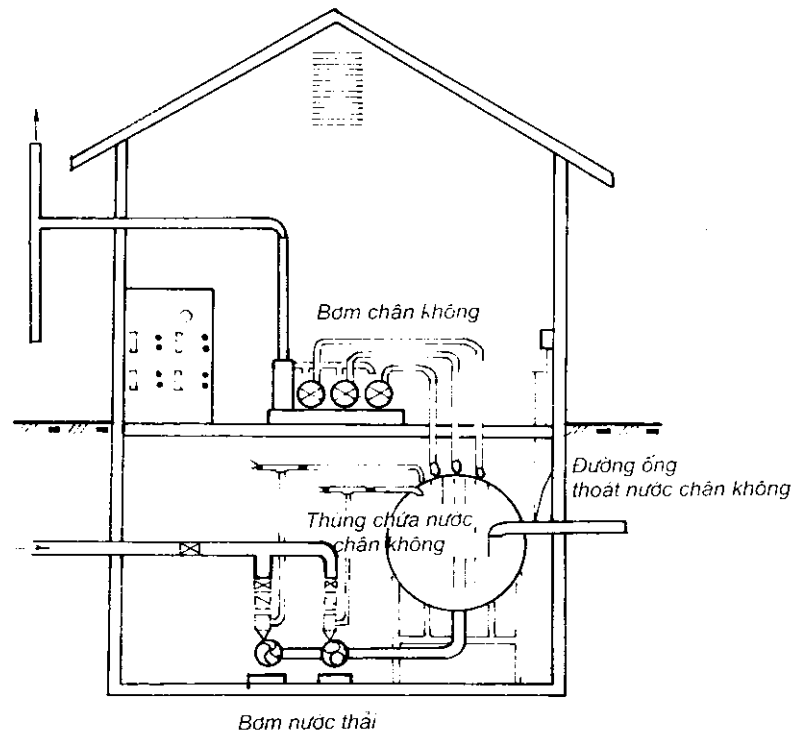 Bơm chân không
Đường ống
thoát nước chân không
Thùng chứa nước
chân không
Bơm nước thải